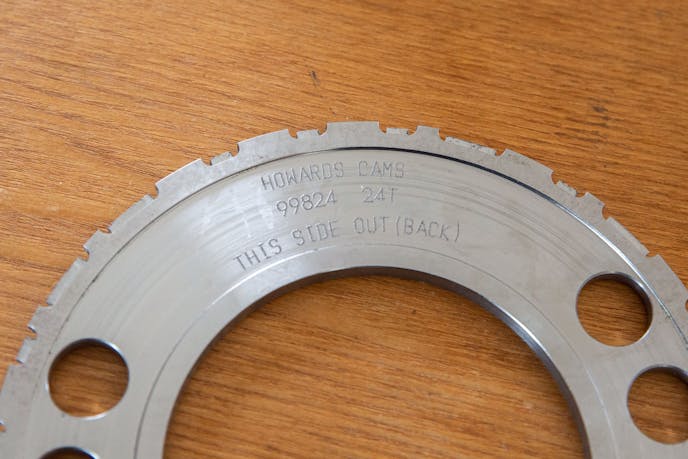 HOWARDS CAMS
99824 24T
THIS SIDE OUT (BACK)